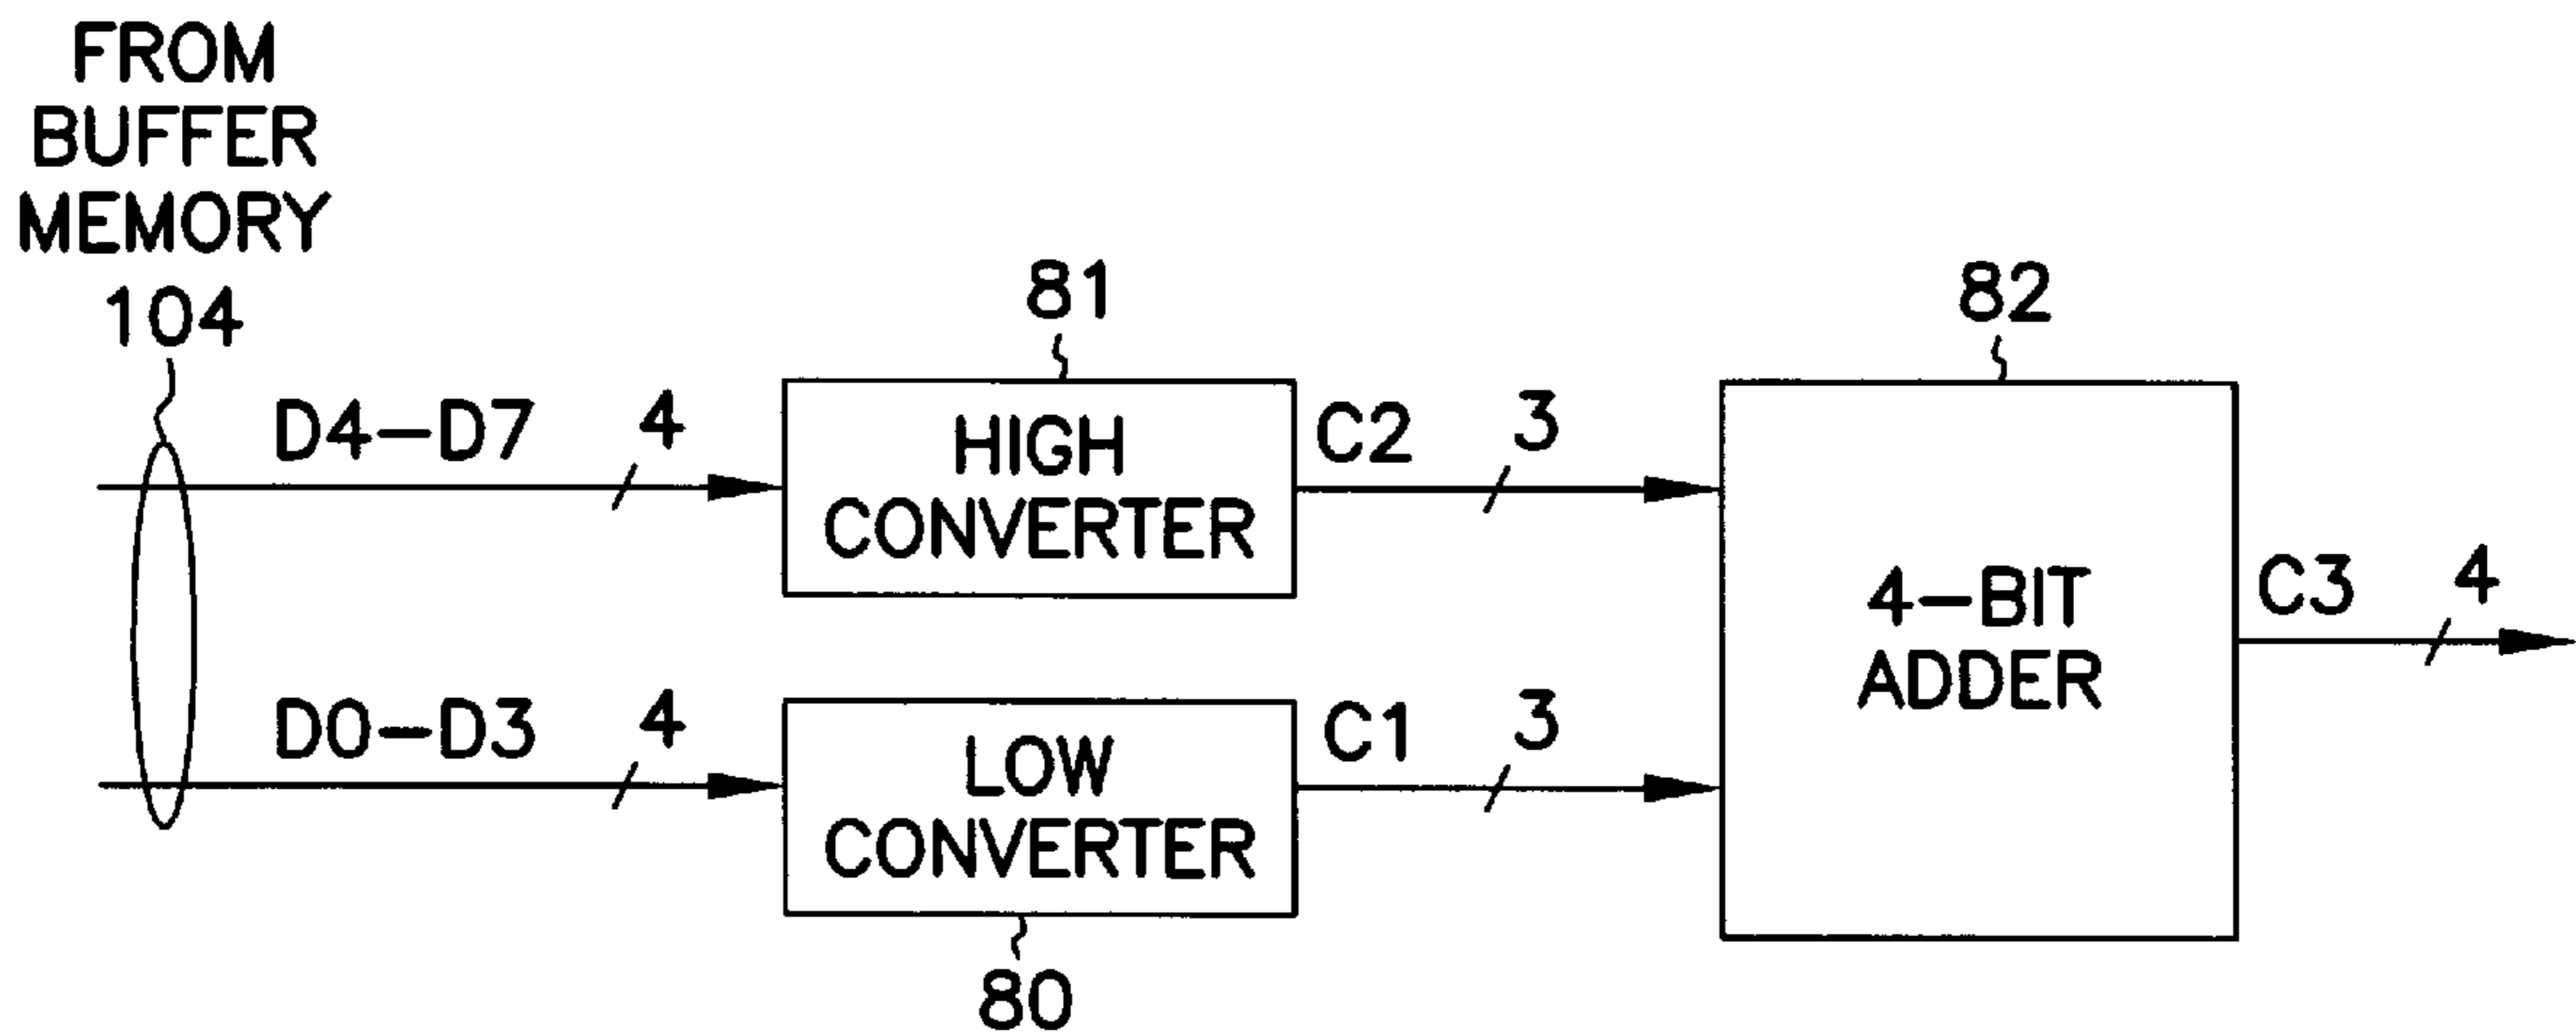 FROM
BUFFER
MEMORY
104
D4-D7
4
81
HIGH
CONVERTER
C2
3
82
4-BIT
ADDER
C3
4
D0-D3
4
LOW
CONVERTER
80
C1
3